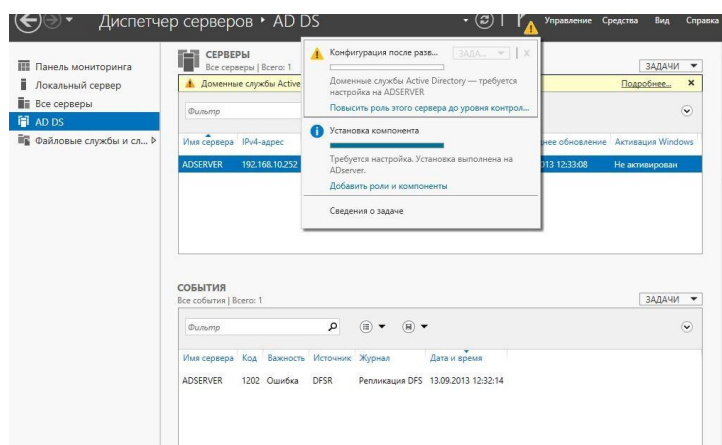 Диспетчер серверов • AD DS
Управление Средства Вид Справка
Панель мониторинга
Локальный сервер
Все серверы
AD DS
Файловые службы и сл...
СЕРВЕРЫ
Все серверы | Всего: 1
ЗАДАЧИ
Доменные службы Active
Подробнее...
Фильтр
Имя сервера IPv4-адрес
нее обновление Активация Windows
ADSERVER 192.168.10.252
013 12:33:08 Не активирован
Конфигурация после разв...
ЗАДА...
X
Доменные службы Active Directory — требуется
настройка на ADSERVER
Повысить роль этого сервера до уровня контрол...
Установка компонента
Требуется настройка. Установка выполнена на
ADserver.
Добавить роли и компоненты
Сведения о задаче
СОБЫТИЯ
Все события | Всего: 1
ЗАДАЧИ
Фильтр
Имя сервера Код Важность Источник Журнал Дата и время
ADSERVER 1202 Ошибка DFSR Репликация DFS 13.09.2013 12:32:14